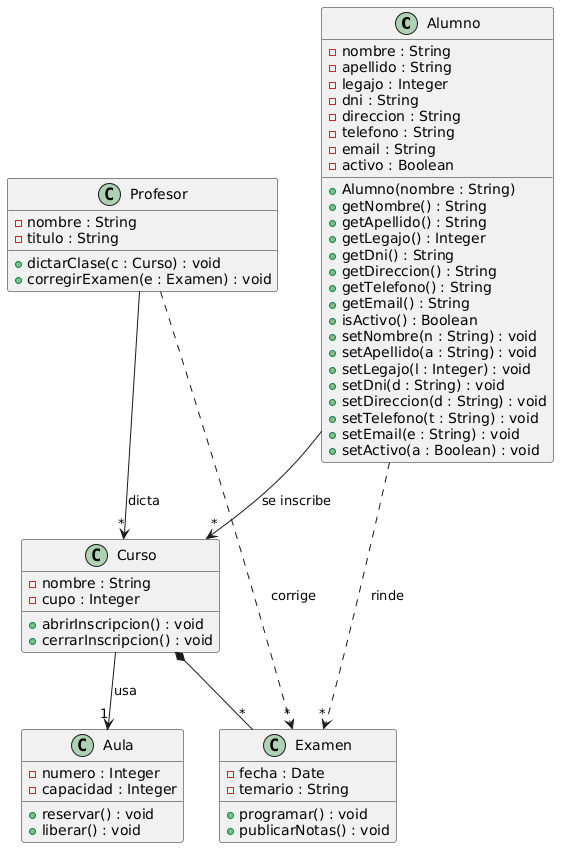 C Alumno
nombre : String
apellido : String
legajo : Integer
dni : String
direccion : String
telefono : String
email : String
activo : Boolean
Alumno(nombre : String)
getNombre() : String
getApellido() : String
getLegajo() : Integer
getDni() : String
getDireccion() : String
getTelefono() : String
getEmail() : String
isActivo() : Boolean
setNombre(n : String) : void
setApellido(a : String) : void
setLegajo(l : Integer) : void
setDni(d : String) : void
setDireccion(d : String) : void
setTelefono(t : String) : void
setEmail(e : String) : void
setActivo(a : Boolean) : void
C Profesor
nombre : String
titulo : String
dictarClase(c : Curso) : void
corregirExamen(e : Examen) : void
dicta
*
se inscribe
*
corrige
*
rinde
*
C Curso
nombre : String
cupo : Integer
abrirInscripcion() : void
cerrarInscripcion() : void
usa
1
*
C Aula
numero : Integer
capacidad : Integer
reservar() : void
liberar() : void
C Examen
fecha : Date
temario : String
programar() : void
publicarNotas() : void